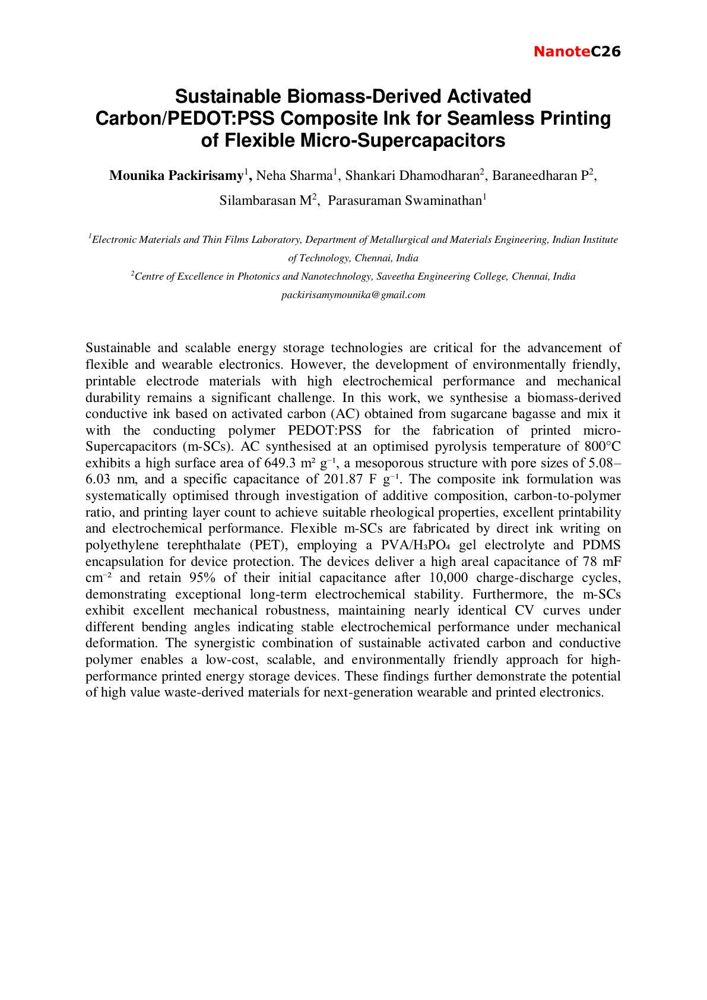 NanoteC26
Sustainable Biomass-Derived Activated
Carbon/PEDOT:PSS Composite Ink for Seamless Printing
of Flexible Micro-Supercapacitors
Mounika Packirisamy¹, Neha Sharma¹, Shankari Dhamodharan², Baraneedharan P²,
Silambarasan M², Parasuraman Swaminathan¹
¹Electronic Materials and Thin Films Laboratory, Department of Metallurgical and Materials Engineering, Indian Institute
of Technology, Chennai, India
²Centre of Excellence in Photonics and Nanotechnology, Saveetha Engineering College, Chennai, India
packirisamymounika@gmail.com
Sustainable and scalable energy storage technologies are critical for the advancement of
flexible and wearable electronics. However, the development of environmentally friendly,
printable electrode materials with high electrochemical performance and mechanical
durability remains a significant challenge. In this work, we synthesise a biomass-derived
conductive ink based on activated carbon (AC) obtained from sugarcane bagasse and mix it
with the conducting polymer PEDOT:PSS for the fabrication of printed micro-
Supercapacitors (m-SCs). AC synthesised at an optimised pyrolysis temperature of 800°C
exhibits a high surface area of 649.3 m² g⁻¹, a mesoporous structure with pore sizes of 5.08–
6.03 nm, and a specific capacitance of 201.87 F g⁻¹. The composite ink formulation was
systematically optimised through investigation of additive composition, carbon-to-polymer
ratio, and printing layer count to achieve suitable rheological properties, excellent printability
and electrochemical performance. Flexible m-SCs are fabricated by direct ink writing on
polyethylene terephthalate (PET), employing a PVA/H₃PO₄ gel electrolyte and PDMS
encapsulation for device protection. The devices deliver a high areal capacitance of 78 mF
cm⁻² and retain 95% of their initial capacitance after 10,000 charge-discharge cycles,
demonstrating exceptional long-term electrochemical stability. Furthermore, the m-SCs
exhibit excellent mechanical robustness, maintaining nearly identical CV curves under
different bending angles indicating stable electrochemical performance under mechanical
deformation. The synergistic combination of sustainable activated carbon and conductive
polymer enables a low-cost, scalable, and environmentally friendly approach for high-
performance printed energy storage devices. These findings further demonstrate the potential
of high value waste-derived materials for next-generation wearable and printed electronics.